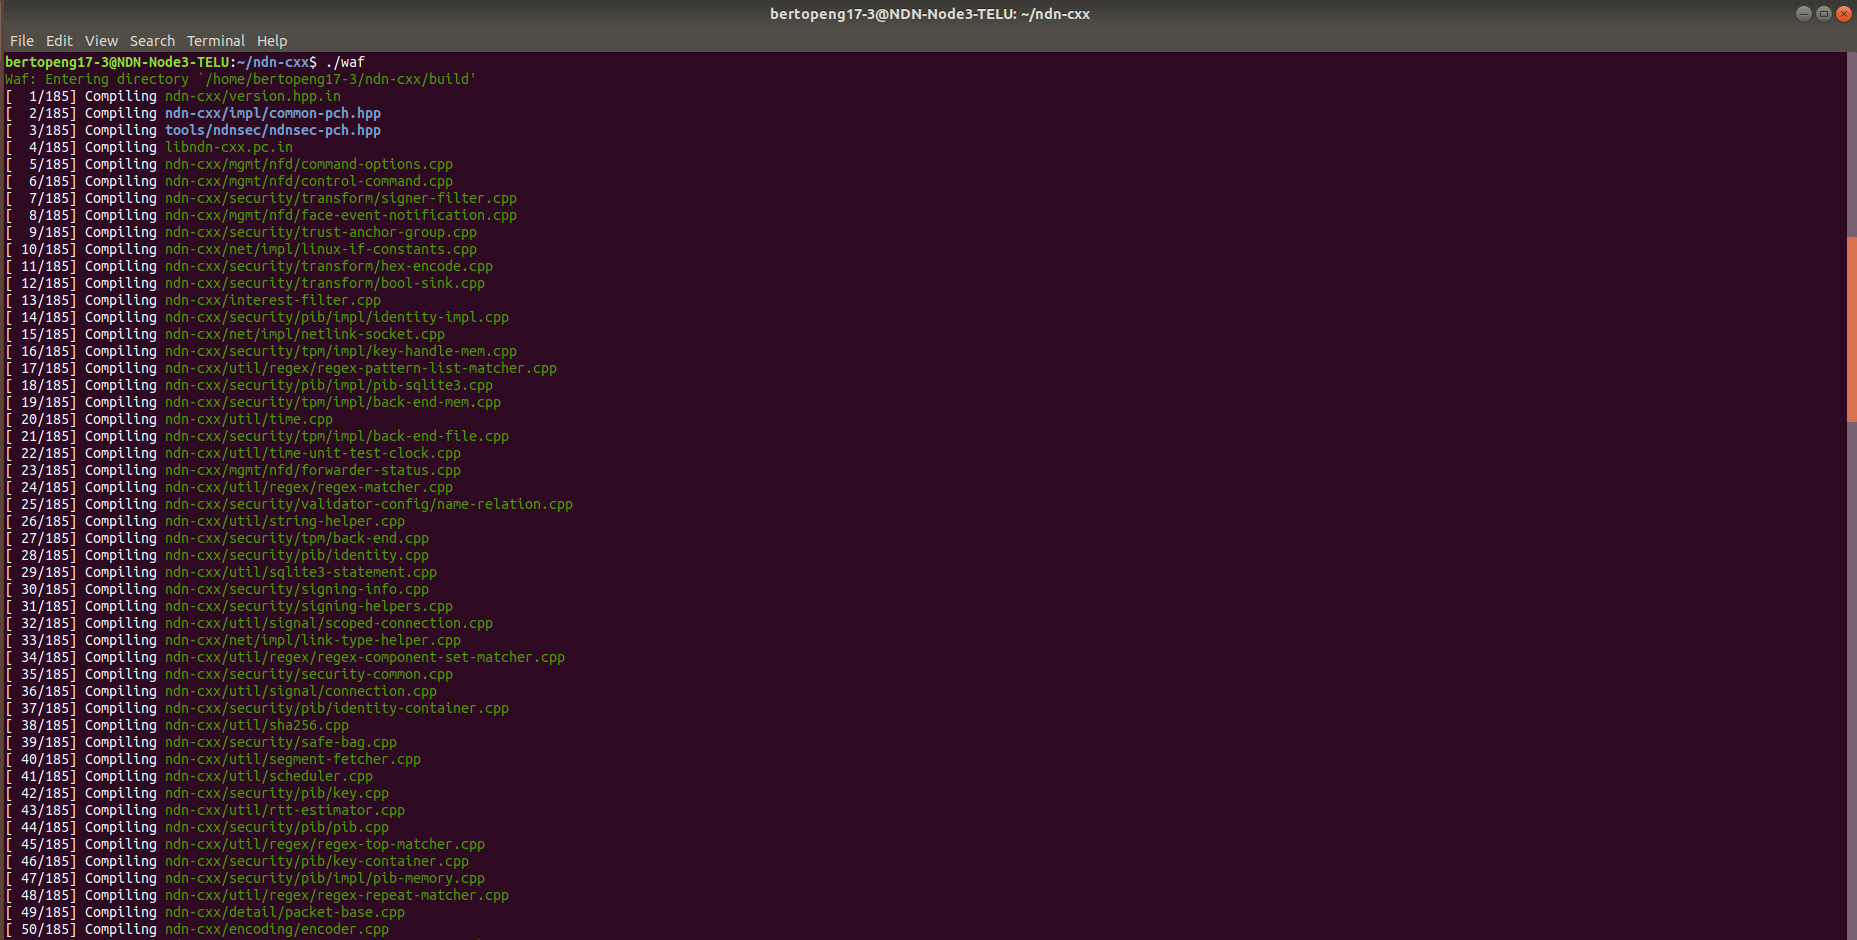 bertopeng17-3@NDN-Node3-TELU: ~/ndn-cxx
File Edit View Search Terminal Help
bertopeng17-3@NDN-Node3-TELU:~/ndn-cxx$ ./waf
Waf: Entering directory `/home/bertopeng17-3/ndn-cxx/build'
[  1/185] Compiling ndn-cxx/version.hpp.in
[  2/185] Compiling ndn-cxx/impl/common-pch.hpp
[  3/185] Compiling tools/ndnsec/ndnsec-pch.hpp
[  4/185] Compiling libndn-cxx.pc.in
[  5/185] Compiling ndn-cxx/mgmt/nfd/command-options.cpp
[  6/185] Compiling ndn-cxx/mgmt/nfd/control-command.cpp
[  7/185] Compiling ndn-cxx/security/transform/signer-filter.cpp
[  8/185] Compiling ndn-cxx/mgmt/nfd/face-event-notification.cpp
[  9/185] Compiling ndn-cxx/security/trust-anchor-group.cpp
[ 10/185] Compiling ndn-cxx/net/impl/linux-if-constants.cpp
[ 11/185] Compiling ndn-cxx/security/transform/hex-encode.cpp
[ 12/185] Compiling ndn-cxx/security/transform/bool-sink.cpp
[ 13/185] Compiling ndn-cxx/interest-filter.cpp
[ 14/185] Compiling ndn-cxx/security/pib/impl/identity-impl.cpp
[ 15/185] Compiling ndn-cxx/net/impl/netlink-socket.cpp
[ 16/185] Compiling ndn-cxx/security/tpm/impl/key-handle-mem.cpp
[ 17/185] Compiling ndn-cxx/util/regex/regex-pattern-list-matcher.cpp
[ 18/185] Compiling ndn-cxx/security/pib/impl/pib-sqlite3.cpp
[ 19/185] Compiling ndn-cxx/security/tpm/impl/back-end-mem.cpp
[ 20/185] Compiling ndn-cxx/util/time.cpp
[ 21/185] Compiling ndn-cxx/security/tpm/impl/back-end-file.cpp
[ 22/185] Compiling ndn-cxx/util/time-unit-test-clock.cpp
[ 23/185] Compiling ndn-cxx/mgmt/nfd/forwarder-status.cpp
[ 24/185] Compiling ndn-cxx/util/regex/regex-matcher.cpp
[ 25/185] Compiling ndn-cxx/security/validator-config/name-relation.cpp
[ 26/185] Compiling ndn-cxx/util/string-helper.cpp
[ 27/185] Compiling ndn-cxx/security/tpm/back-end.cpp
[ 28/185] Compiling ndn-cxx/security/pib/identity.cpp
[ 29/185] Compiling ndn-cxx/util/sqlite3-statement.cpp
[ 30/185] Compiling ndn-cxx/security/signing-info.cpp
[ 31/185] Compiling ndn-cxx/security/signing-helpers.cpp
[ 32/185] Compiling ndn-cxx/util/signal/scoped-connection.cpp
[ 33/185] Compiling ndn-cxx/net/impl/link-type-helper.cpp
[ 34/185] Compiling ndn-cxx/util/regex/regex-component-set-matcher.cpp
[ 35/185] Compiling ndn-cxx/security/security-common.cpp
[ 36/185] Compiling ndn-cxx/util/signal/connection.cpp
[ 37/185] Compiling ndn-cxx/security/pib/identity-container.cpp
[ 38/185] Compiling ndn-cxx/util/sha256.cpp
[ 39/185] Compiling ndn-cxx/security/safe-bag.cpp
[ 40/185] Compiling ndn-cxx/util/segment-fetcher.cpp
[ 41/185] Compiling ndn-cxx/util/scheduler.cpp
[ 42/185] Compiling ndn-cxx/security/pib/key.cpp
[ 43/185] Compiling ndn-cxx/util/rtt-estimator.cpp
[ 44/185] Compiling ndn-cxx/security/pib/pib.cpp
[ 45/185] Compiling ndn-cxx/util/regex/regex-top-matcher.cpp
[ 46/185] Compiling ndn-cxx/security/pib/key-container.cpp
[ 47/185] Compiling ndn-cxx/security/pib/impl/pib-memory.cpp
[ 48/185] Compiling ndn-cxx/util/regex/regex-repeat-matcher.cpp
[ 49/185] Compiling ndn-cxx/detail/packet-base.cpp
[ 50/185] Compiling ndn-cxx/encoding/encoder.cpp